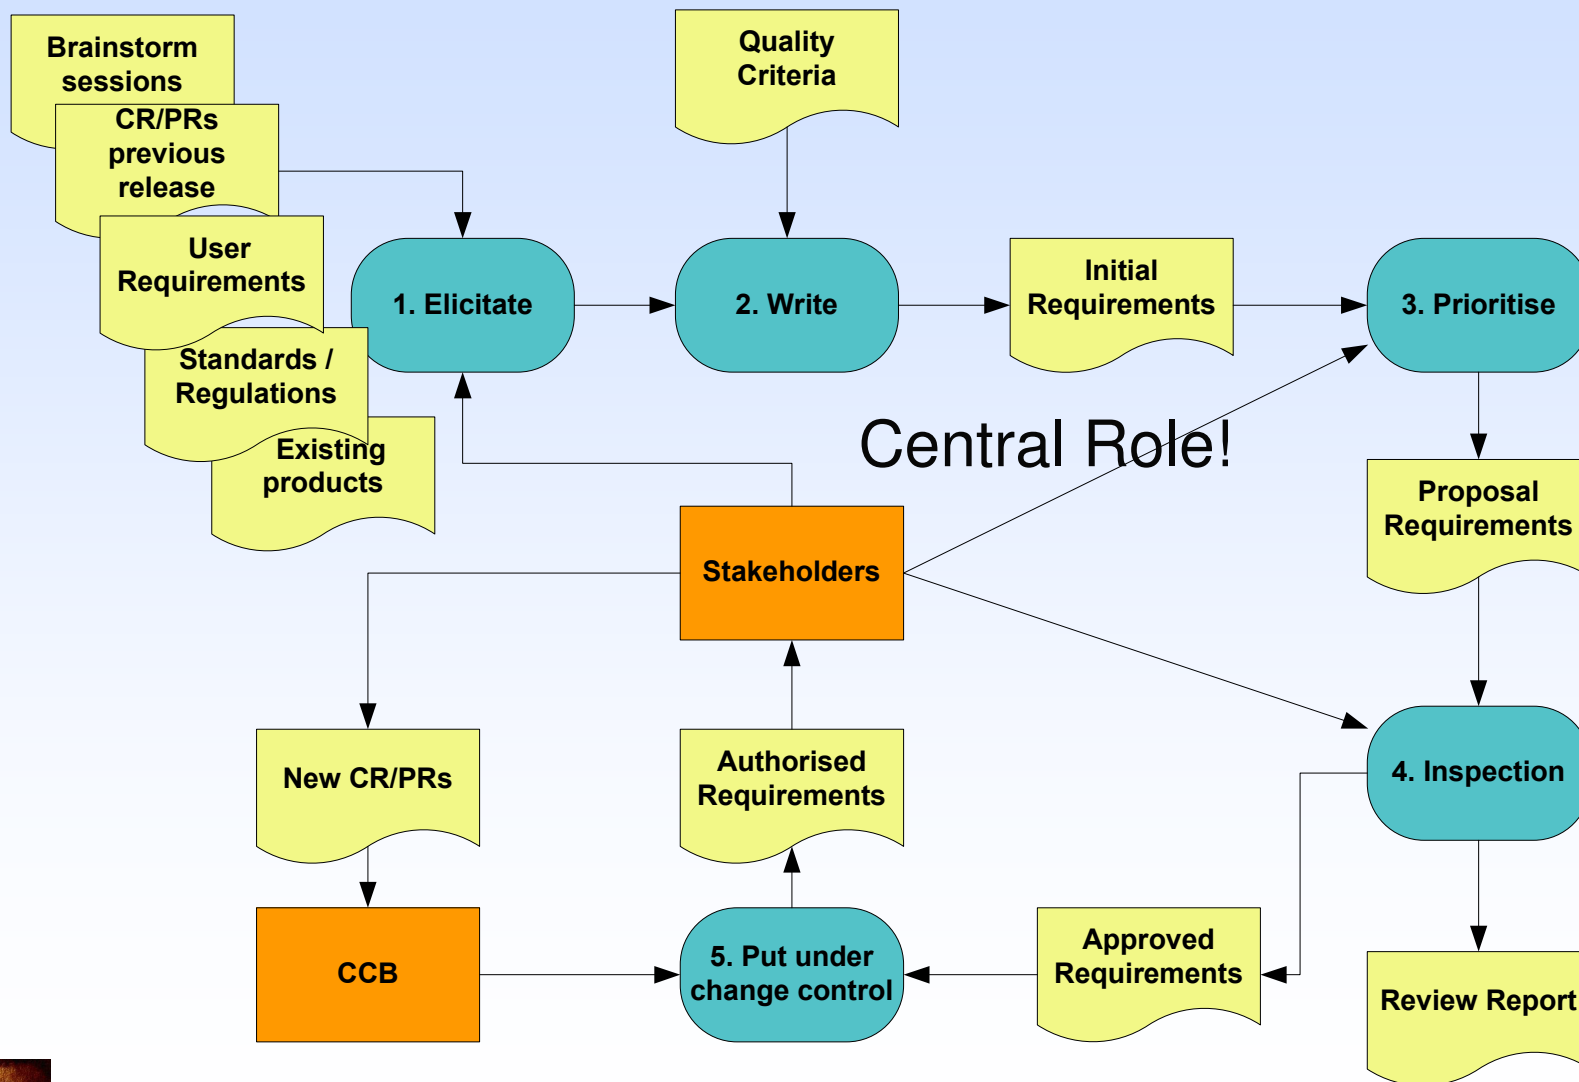 Brainstorm
sessions
CR/PRs
previous
release
User
Requirements
Standards /
Regulations
Existing
products
Quality
Criteria
1. Elicitate
2. Write
Initial
Requirements
3. Prioritise
Central Role!
Proposal
Requirements
Stakeholders
New CR/PRs
Authorised
Requirements
4. Inspection
CCB
5. Put under
change control
Approved
Requirements
Review Report